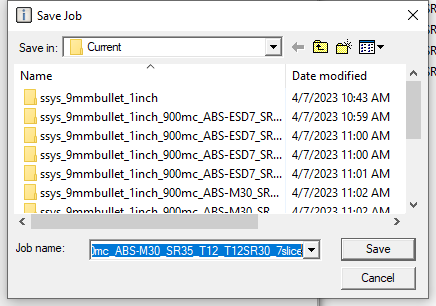 Save Job
Save in: Current
Name Date modified
ssys_9mmbullet_1inch 4/7/2023 10:43 AM
ssys_9mmbullet_1inch_900mc_ABS-ESD7_SR... 4/7/2023 10:59 AM
ssys_9mmbullet_1inch_900mc_ABS-ESD7_SR... 4/7/2023 11:00 AM
ssys_9mmbullet_1inch_900mc_ABS-ESD7_SR... 4/7/2023 11:00 AM
ssys_9mmbullet_1inch_900mc_ABS-ESD7_SR... 4/7/2023 11:01 AM
ssys_9mmbullet_1inch_900mc_ABS-M30_SR... 4/7/2023 11:02 AM
ssys_9mmbullet_1inch_900mc_ABS-M30_SR... 4/7/2023 11:02 AM
Job name: mc_ABS-M30_SR35_T12_T12SR30_7slice Save
Cancel